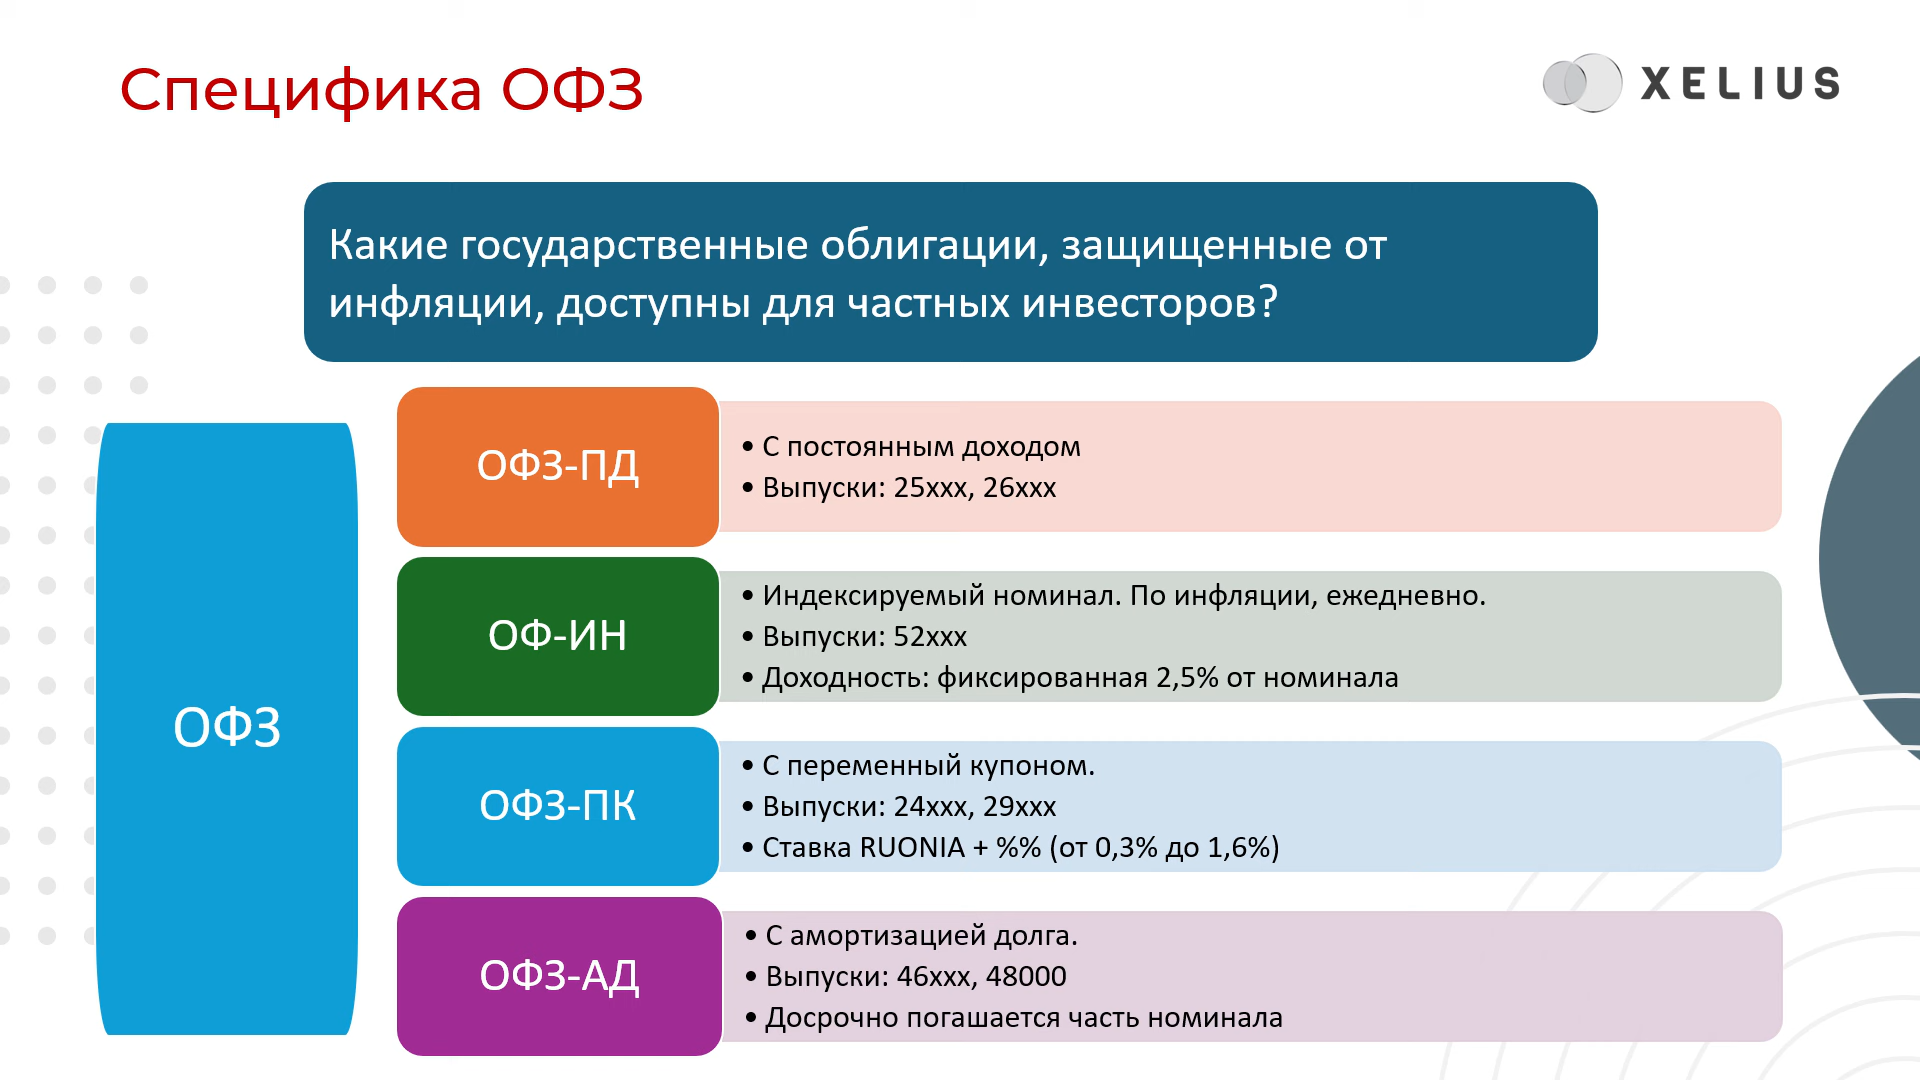 Специфика ОФЗ
XELIUS
Какие государственные облигации, защищенные от
инфляции, доступны для частных инвесторов?
ОФЗ
ОФЗ-ПД
• С постоянным доходом
• Выпуски: 25ххх, 26ххх
ОФ-ИН
• Индексируемый номинал. По инфляции, ежедневно.
• Выпуски: 52ххх
• Доходность: фиксированная 2,5% от номинала
ОФЗ-ПК
• С переменный купоном.
• Выпуски: 24ххх, 29ххх
• Ставка RUONIA + %% (от 0,3% до 1,6%)
ОФЗ-АД
• С амортизацией долга.
• Выпуски: 46ххх, 48000
• Досрочно погашается часть номинала